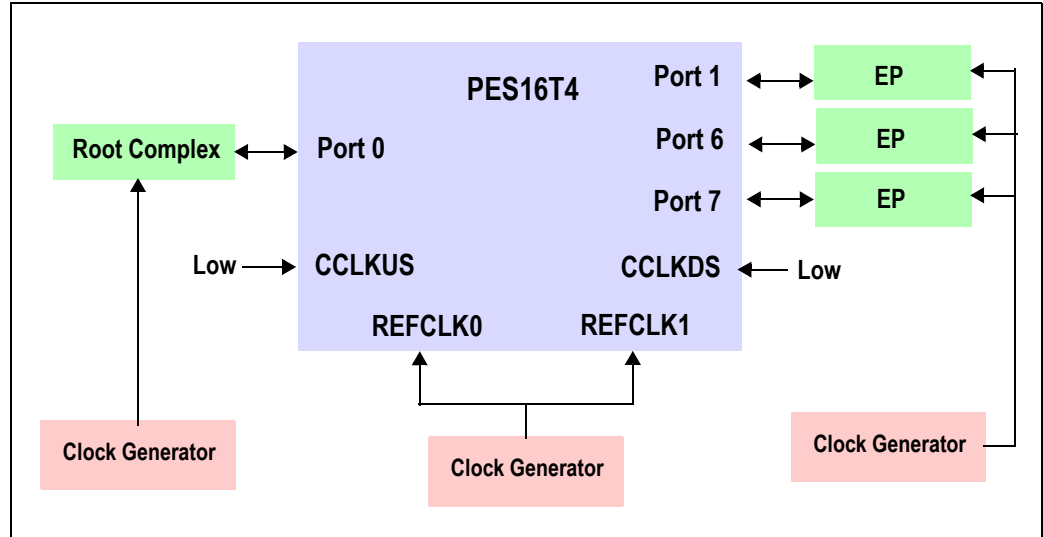 PES16T4
Port 1
EP
Root Complex
Port 0
Port 6
EP
Port 7
EP
Low
CCLKUS
CCLKDS
Low
REFCLK0
REFCLK1
Clock Generator
Clock Generator
Clock Generator